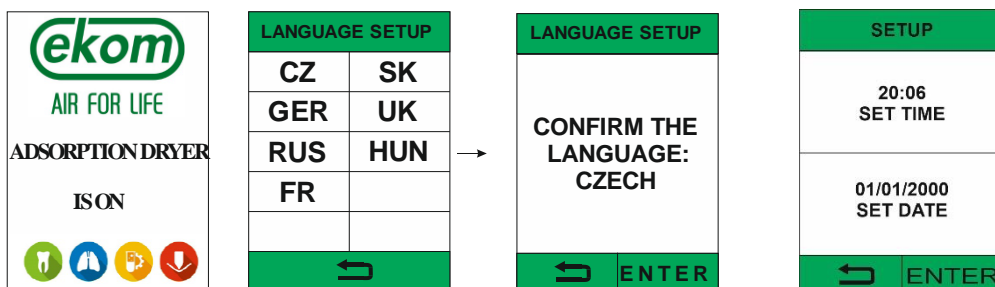 ekom
AIR FOR LIFE
ADSORPTION DRYER
IS ON
LANGUAGE SETUP
CZ SK
GER UK
RUS HUN
FR
LANGUAGE SETUP
CONFIRM THE
LANGUAGE:
CZECH
ENTER
SETUP
20:06
SET TIME
01/01/2000
SET DATE
ENTER